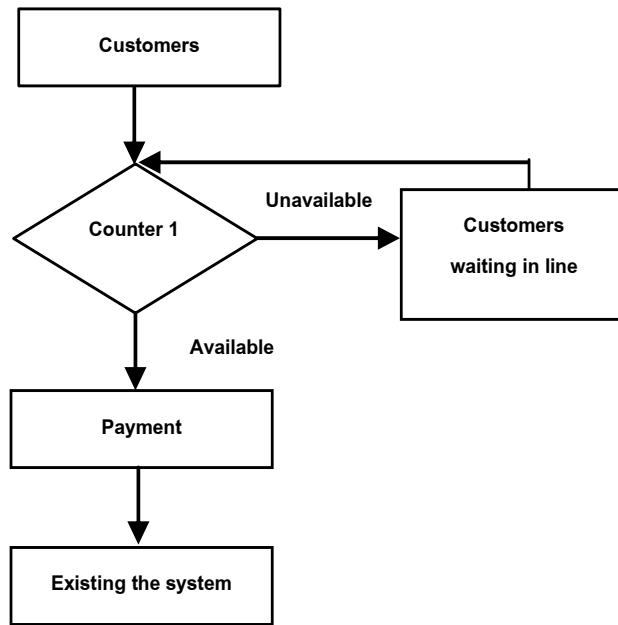 Customers
Counter 1
Unavailable
Customers
waiting in line
Available
Payment
Existing the system